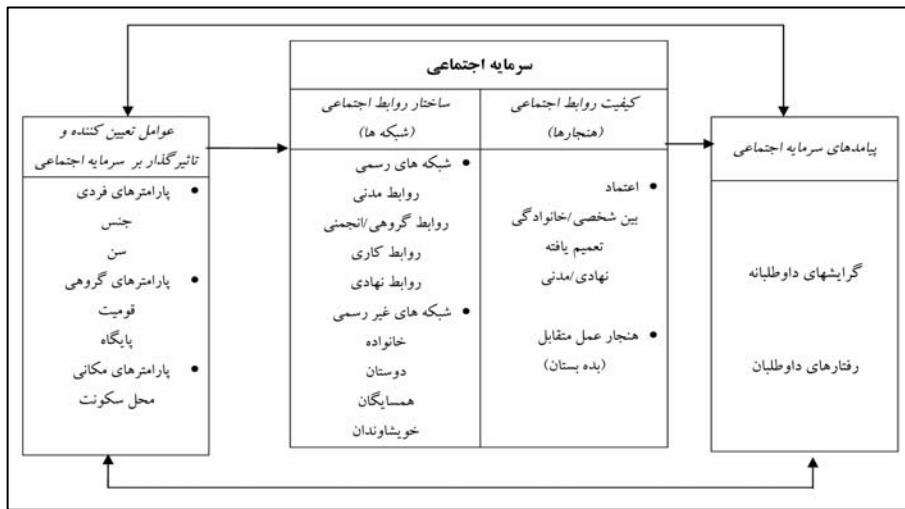 سرمایه اجتماعی
عوامل تعیین کننده و
تاثیرگذار بر سرمایه اجتماعی
پارامترهای فردی
جنس
سن
پارامترهای گروهی
قومیت
پایگاه
پارامترهای مکانی
محل سکونت
ساختار روابط اجتماعی
(شبکه ها)
شبکه های رسمی
روابط مدنی
روابط گروهی/انجمنی
روابط کاری
روابط نهادی
شبکه های غیر رسمی
خانواده
دوستان
همسایگان
خویشاوندان
کیفیت روابط اجتماعی
(هنجارها)
اعتماد
بین شخصی/خانوادگی
تعمیم یافته
نهادی/مدنی
هنجار عمل متقابل
(بده بستان)
پیامدهای سرمایه اجتماعی
گرایشهای داوطلبانه
رفتارهای داوطلبان